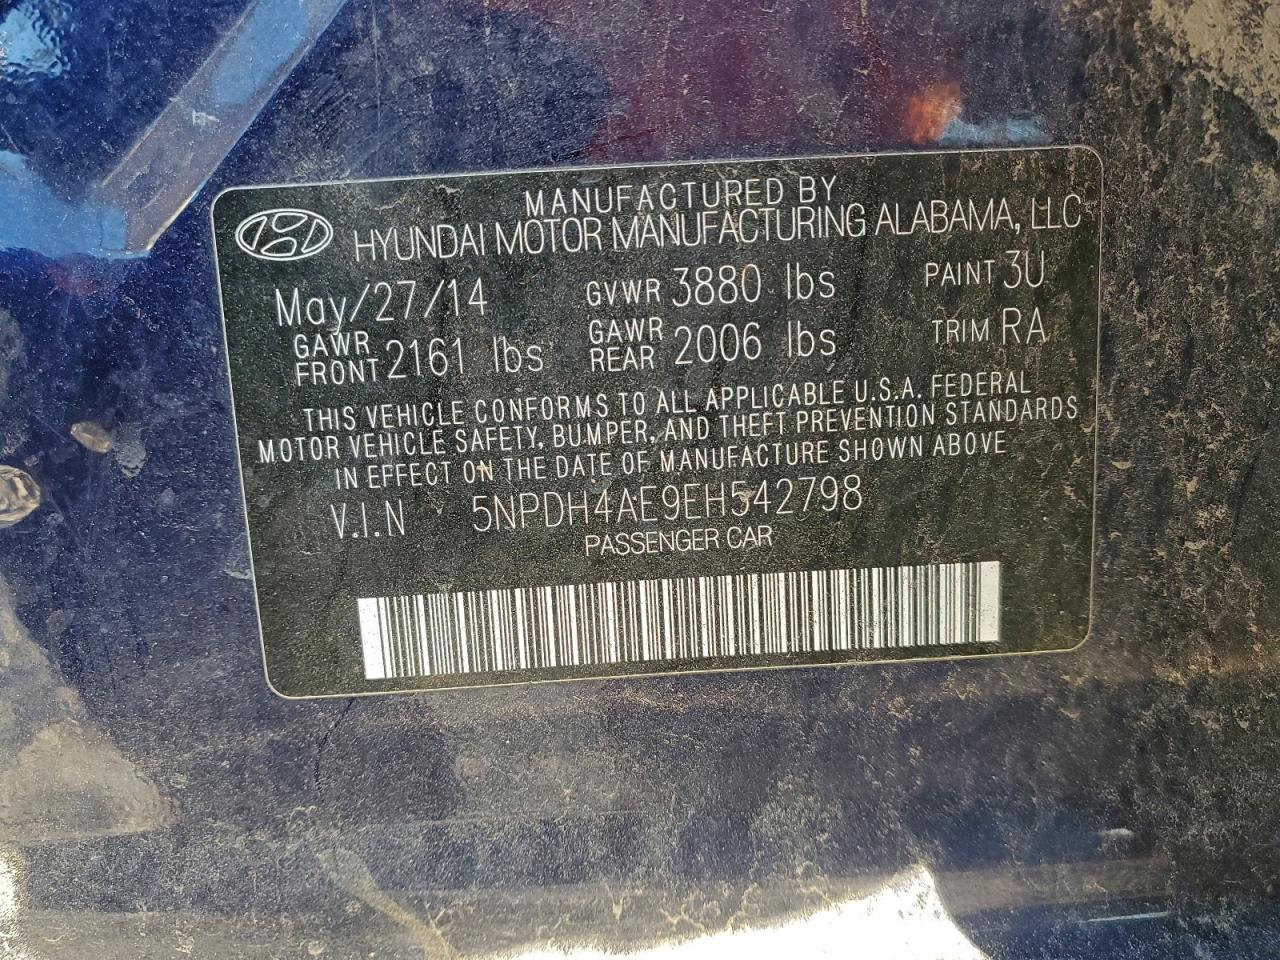 MANUFACTURED BY
HYUNDAI MOTOR MANUFACTURING ALABAMA, LLC
May/27/14 GVWR 3880 lbs PAINT 3U
GAWR FRONT 2161 lbs GAWR REAR 2006 lbs TRIM RA
THIS VEHICLE CONFORMS TO ALL APPLICABLE U.S.A. FEDERAL
MOTOR VEHICLE SAFETY, BUMPER, AND THEFT PREVENTION STANDARDS
IN EFFECT ON THE DATE OF MANUFACTURE SHOWN ABOVE
V.I.N 5NPDH4AE9EH542798
PASSENGER CAR